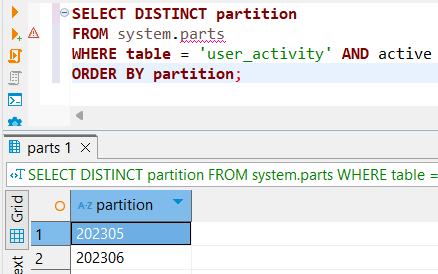 SELECT DISTINCT partition
FROM system.parts
WHERE table = 'user_activity' AND active
ORDER BY partition;
parts 1
SELECT DISTINCT partition FROM system.parts WHERE table =
Grid
A-Z partition
1 202305
2 202306
Text